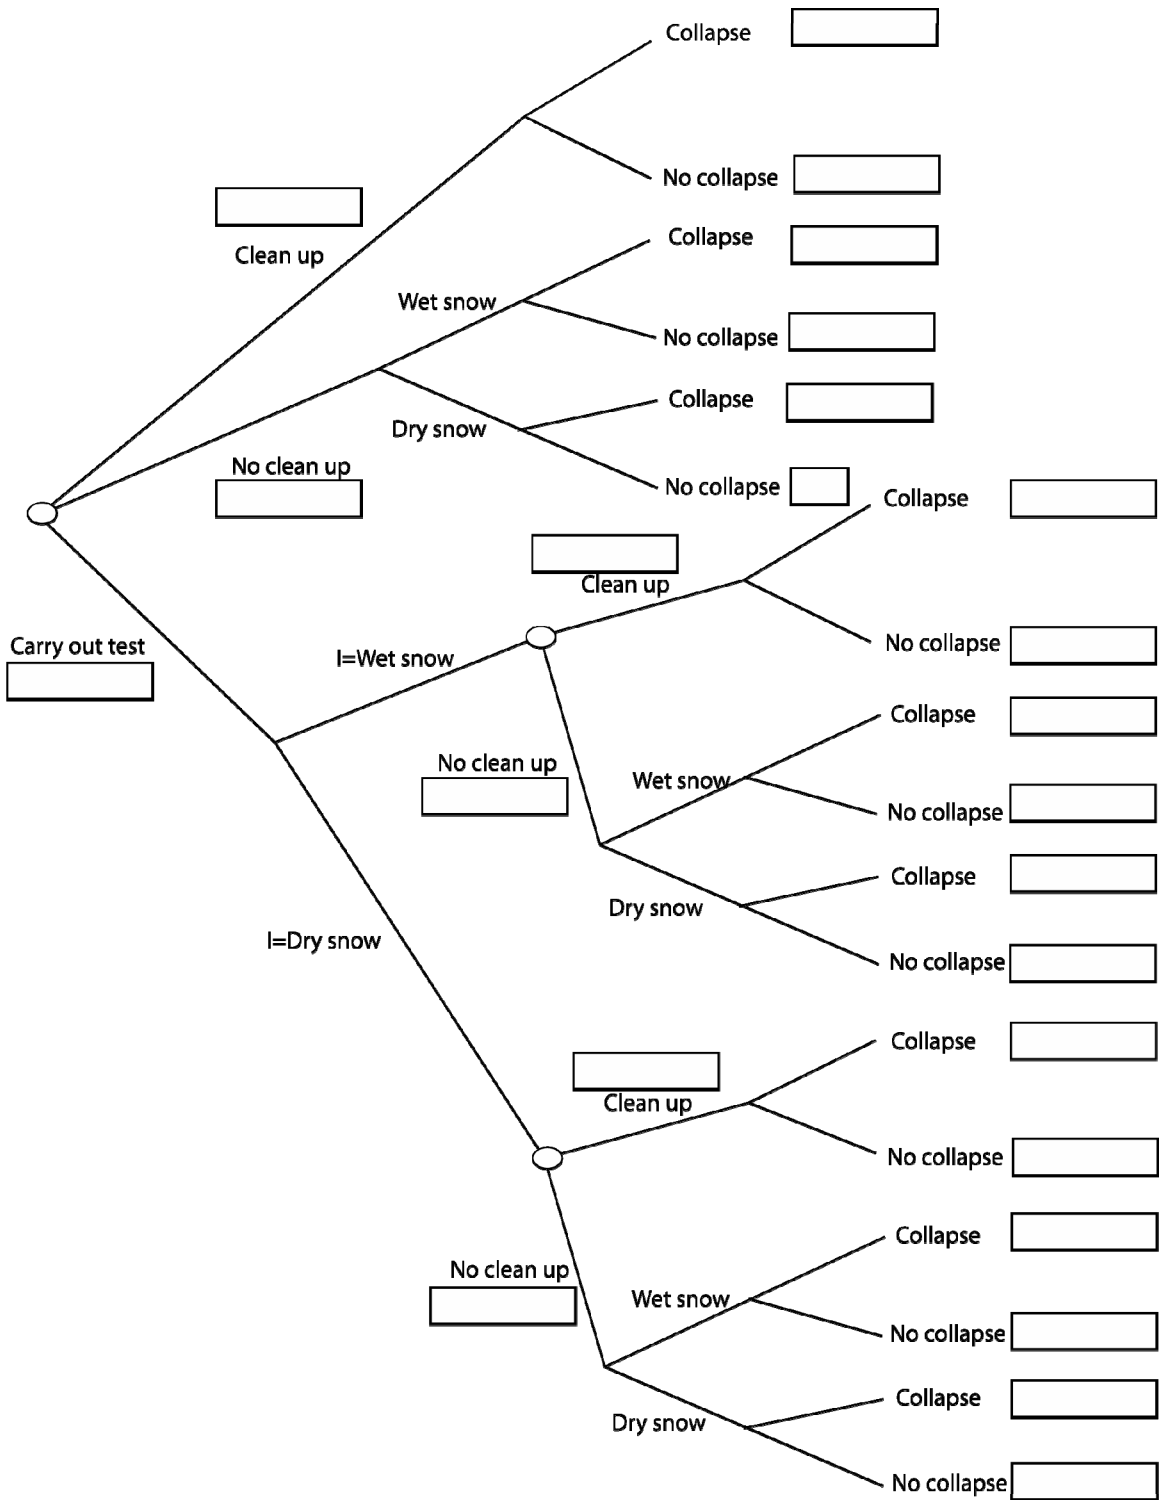 Collapse
No collapse
Clean up
Collapse
Wet snow
No collapse
Collapse
Dry snow
No clean up
No collapse
Collapse
Clean up
Carry out test
I=Wet snow
No collapse
Collapse
No clean up
Wet snow
No collapse
Collapse
Dry snow
I=Dry snow
No collapse
Collapse
Clean up
No collapse
Collapse
No clean up
Wet snow
No collapse
Collapse
Dry snow
No collapse